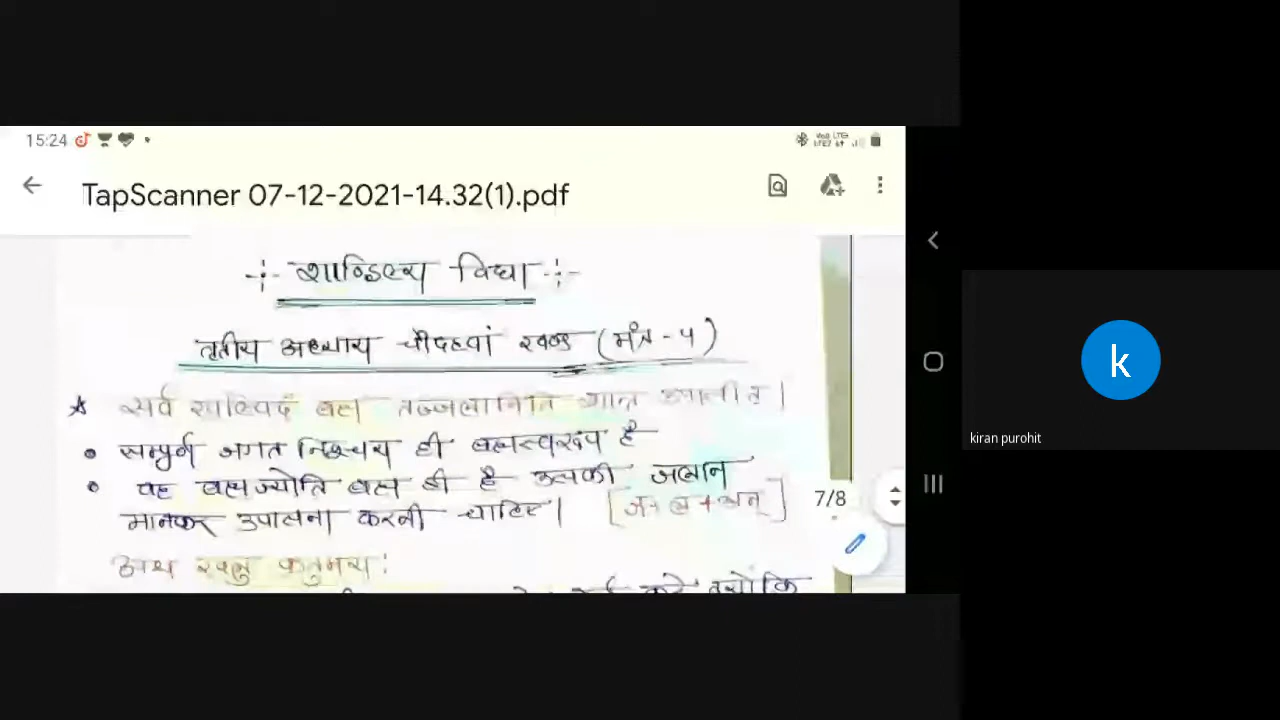 15:24
TapScanner 07-12-2021-14.32(1).pdf
शाण्डिल्य विद्या
तृतीय अध्याय चौदहवां खण्ड (मंत्र - 4)
सर्वं खल्विदं ब्रह्म तज्जलानिति शान्त उपासीत।
सम्पूर्ण जगत निश्चय ही ब्रह्मस्वरूप है
वह ब्रह्मज्योति ब्रह्म ही है उसकी जलान
मानकर उपासना करनी चाहिए। [ज + ल + अन्]
7/8
अथ खलु क्रतुमयः
करे क्योंकि
k
kiran purohit